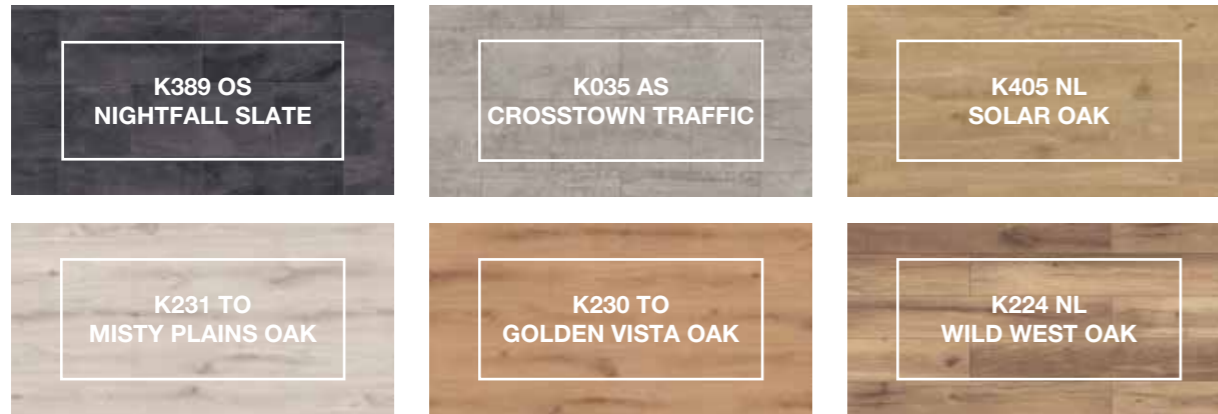 K389 OS
NIGHTFALL SLATE
K035 AS
CROSSTOWN TRAFFIC
K405 NL
SOLAR OAK
K231 TO
MISTY PLAINS OAK
K230 TO
GOLDEN VISTA OAK
K224 NL
WILD WEST OAK